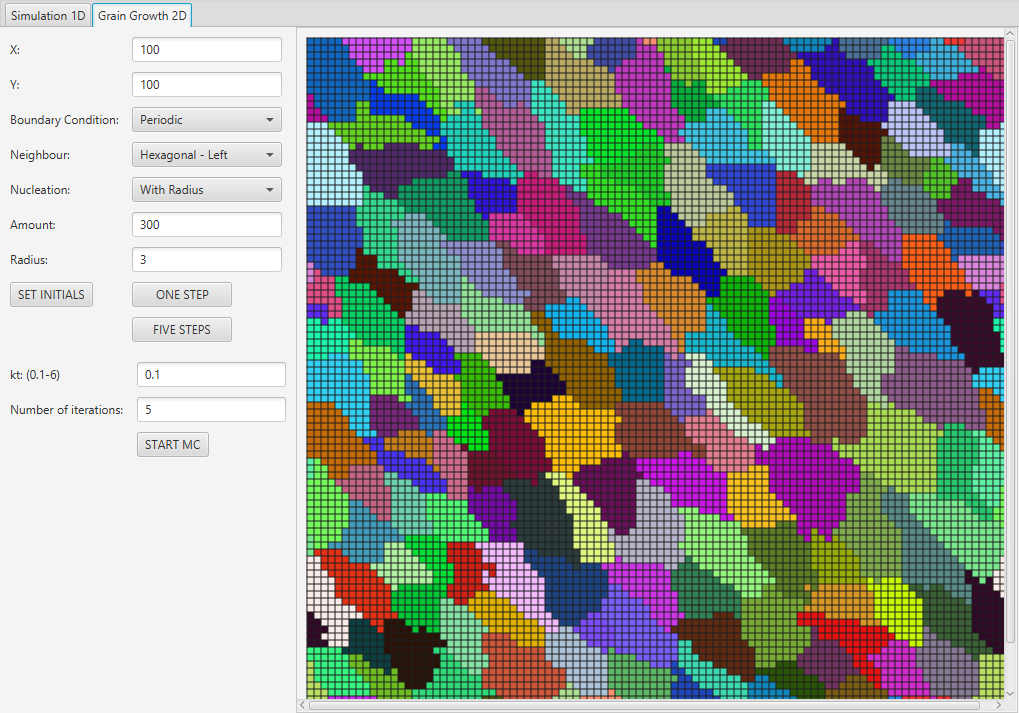 Simulation 1D Grain Growth 2D
X: 100
Y: 100
Boundary Condition: Periodic
Neighbour: Hexagonal - Left
Nucleation: With Radius
Amount: 300
Radius: 3
SET INITIALS ONE STEP
FIVE STEPS
kt: (0.1-6) 0.1
Number of iterations: 5
START MC